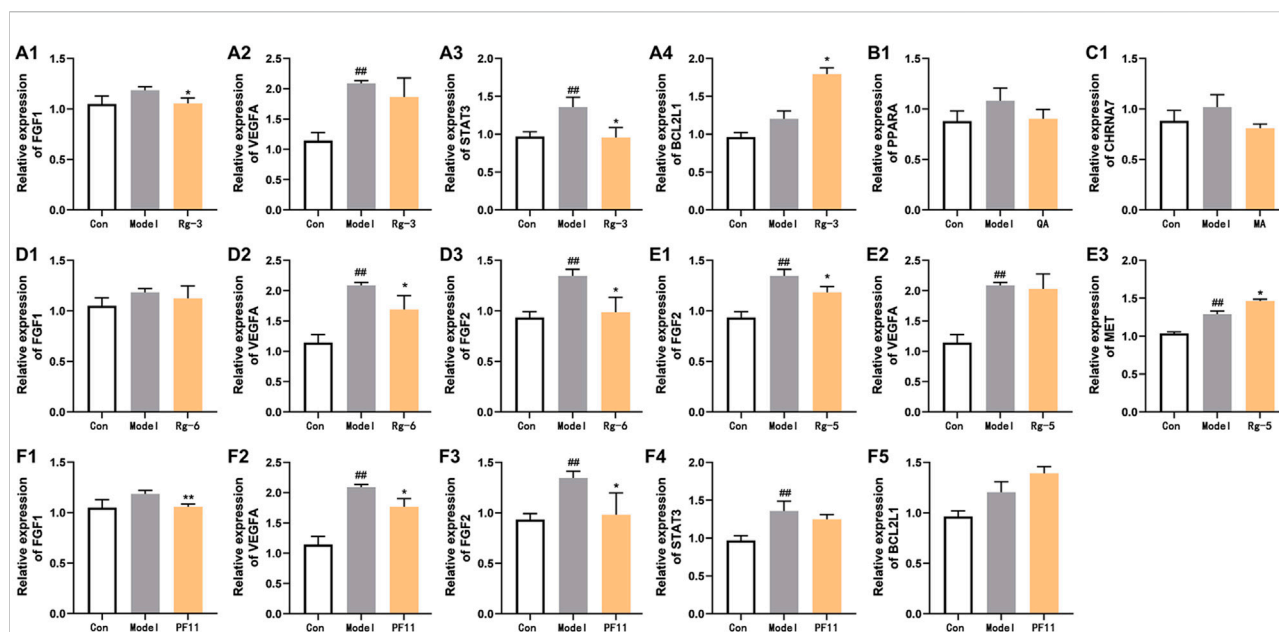 A1
Relative expression
of FGF1
1.5
1.0
0.5
0.0
*
Con Model Rg-3
A2
Relative expression
of VEGFA
2.5
2.0
1.5
1.0
0.5
0.0
##
Con Model Rg-3
A3
Relative expression
of STAT3
2.0
1.5
1.0
0.5
0.0
##
*
Con Model Rg-3
A4
Relative expression
of BCL2L1
2.0
1.5
1.0
0.5
0.0
*
Con Model Rg-3
B1
Relative expression
of PPARA
1.5
1.0
0.5
0.0
Con Model QA
C1
Relative expression
of CHRNA7
1.5
1.0
0.5
0.0
Con Model MA
D1
Relative expression
of FGF1
1.5
1.0
0.5
0.0
Con Model Rg-6
D2
Relative expression
of VEGFA
2.5
2.0
1.5
1.0
0.5
0.0
##
*
Con Model Rg-6
D3
Relative expression
of FGF2
1.5
1.0
0.5
0.0
##
*
Con Model Rg-6
E1
Relative expression
of FGF2
1.5
1.0
0.5
0.0
##
*
Con Model Rg-5
E2
Relative expression
of VEGFA
2.5
2.0
1.5
1.0
0.5
0.0
##
Con Model Rg-5
E3
Relative expression
of MET
2.0
1.5
1.0
0.5
0.0
##
*
Con Model Rg-5
F1
Relative expression
of FGF1
1.5
1.0
0.5
0.0
**
Con Model PF11
F2
Relative expression
of VEGFA
2.5
2.0
1.5
1.0
0.5
0.0
##
*
Con Model PF11
F3
Relative expression
of FGF2
1.5
1.0
0.5
0.0
##
*
Con Model PF11
F4
Relative expression
of STAT3
2.0
1.5
1.0
0.5
0.0
##
Con Model PF11
F5
Relative expression
of BCL2L1
1.5
1.0
0.5
0.0
Con Model PF11